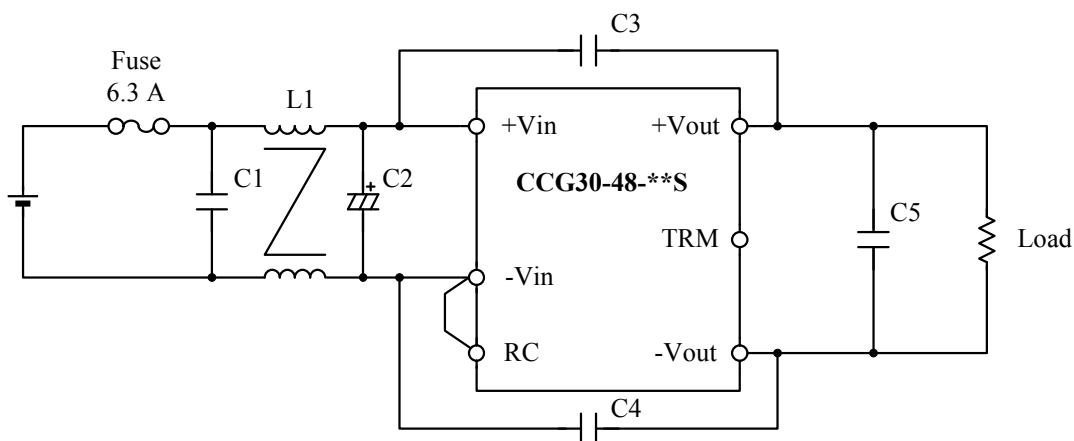 C3
Fuse
6.3 A
L1
+Vin
+Vout
C1
C2
+
CCG30-48-**S
C5
TRM
Load
-Vin
RC
-Vout
C4